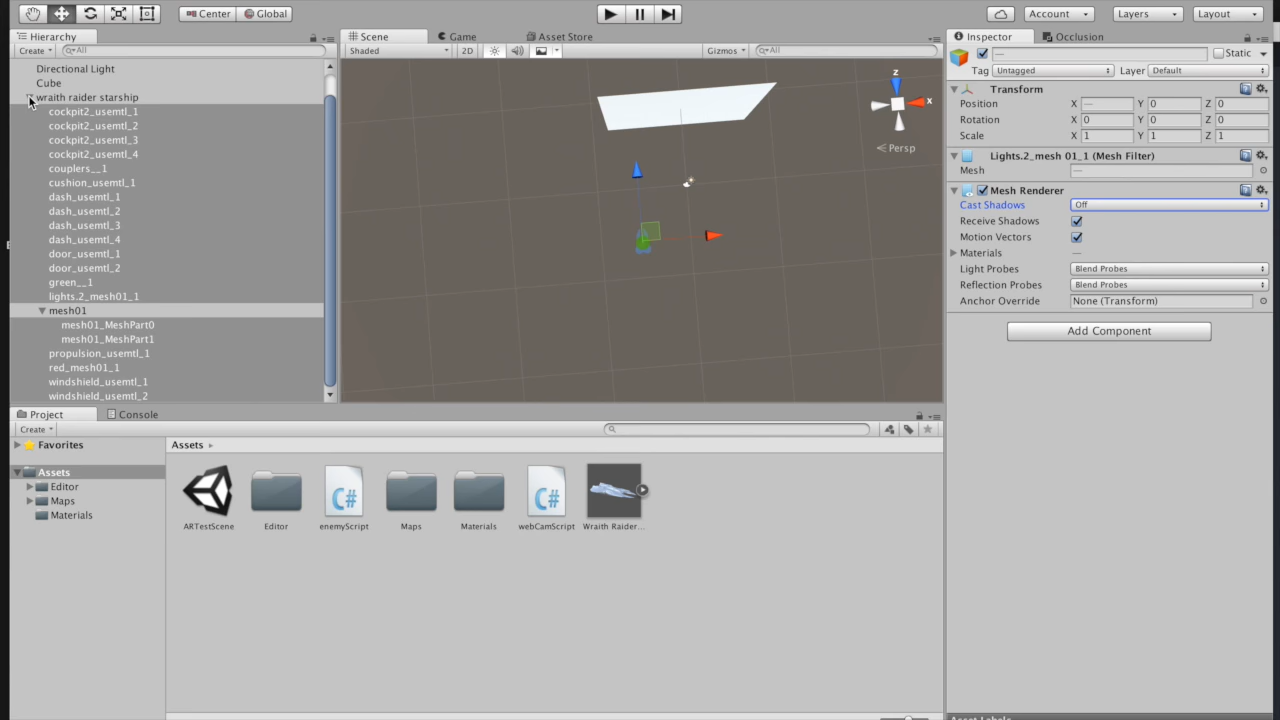 Center Global Account Layers Layout
Hierarchy
Create All
Directional Light
Cube
wraith raider starship
cockpit2_usemtl_1
cockpit2_usemtl_2
cockpit2_usemtl_3
cockpit2_usemtl_4
couplers__1
cushion_usemtl_1
dash_usemtl_1
dash_usemtl_2
dash_usemtl_3
dash_usemtl_4
door_usemtl_1
door_usemtl_2
green__1
lights.2_mesh01_1
mesh01
mesh01_MeshPart0
mesh01_MeshPart1
propulsion_usemtl_1
red_mesh01_1
windshield_usemtl_1
windshield_usemtl_2
Scene Game Asset Store
Shaded 2D Gizmos All
z
x
Persp
Inspector Occlusion
— Static
Tag Untagged Layer Default
Transform
Position X — Y 0 Z 0
Rotation X 0 Y 0 Z 0
Scale X 1 Y 1 Z 1
Lights.2_mesh 01_1 (Mesh Filter)
Mesh —
Mesh Renderer
Cast Shadows Off
Receive Shadows
Motion Vectors
Materials —
Light Probes Blend Probes
Reflection Probes Blend Probes
Anchor Override None (Transform)
Add Component
Project Console
Create
Favorites
Assets
Editor
Maps
Materials
Assets
C# C#
ARTestScene Editor enemyScript Maps Materials webCamScript Wraith Raider...